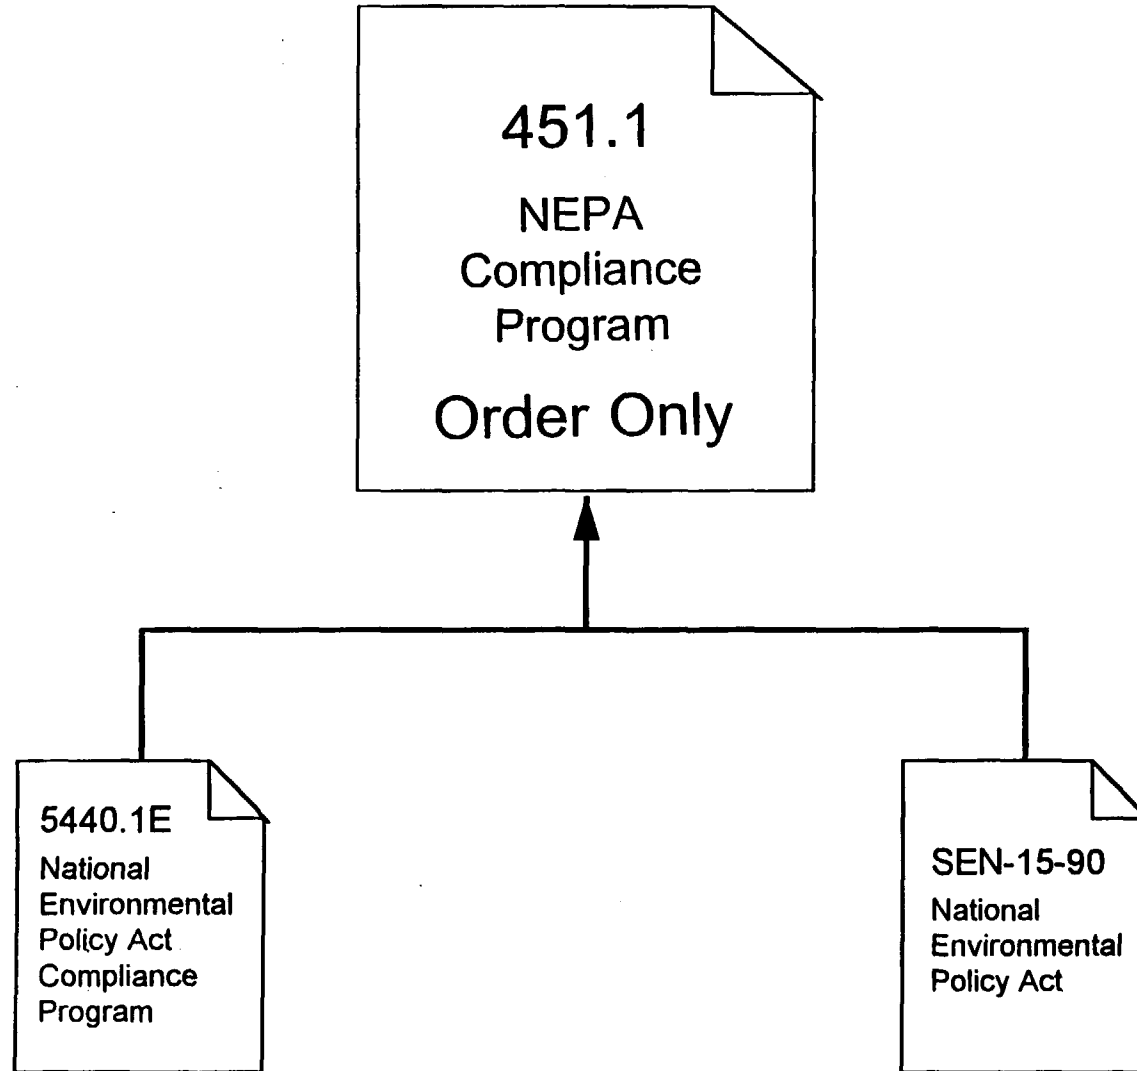 451.1
NEPA
Compliance
Program
Order Only
5440.1E
National
Environmental
Policy Act
Compliance
Program
SEN-15-90
National
Environmental
Policy Act